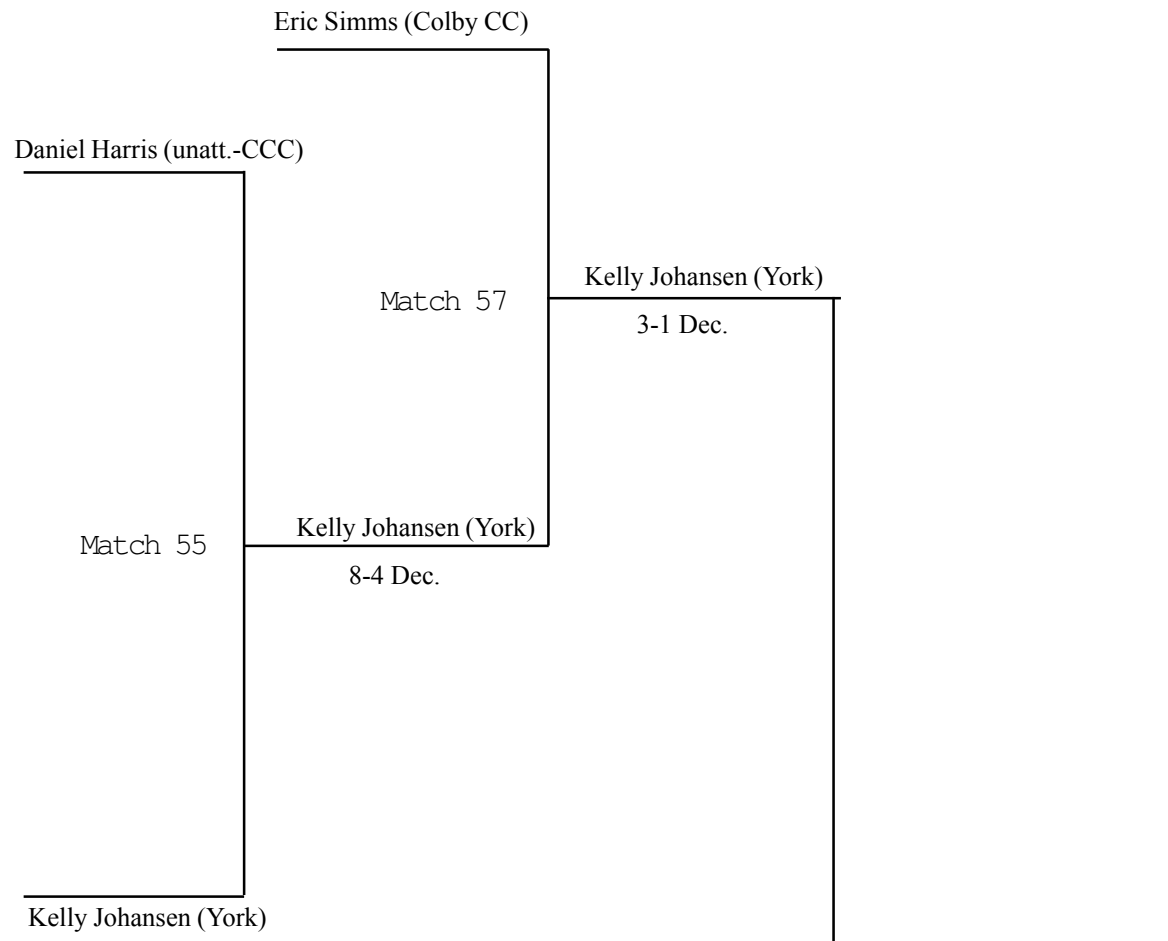 Eric Simms (Colby CC)
Daniel Harris (unatt.-CCC)
Kelly Johansen (York)
Match 57
3-1 Dec.
Kelly Johansen (York)
Match 55
8-4 Dec.
Kelly Johansen (York)